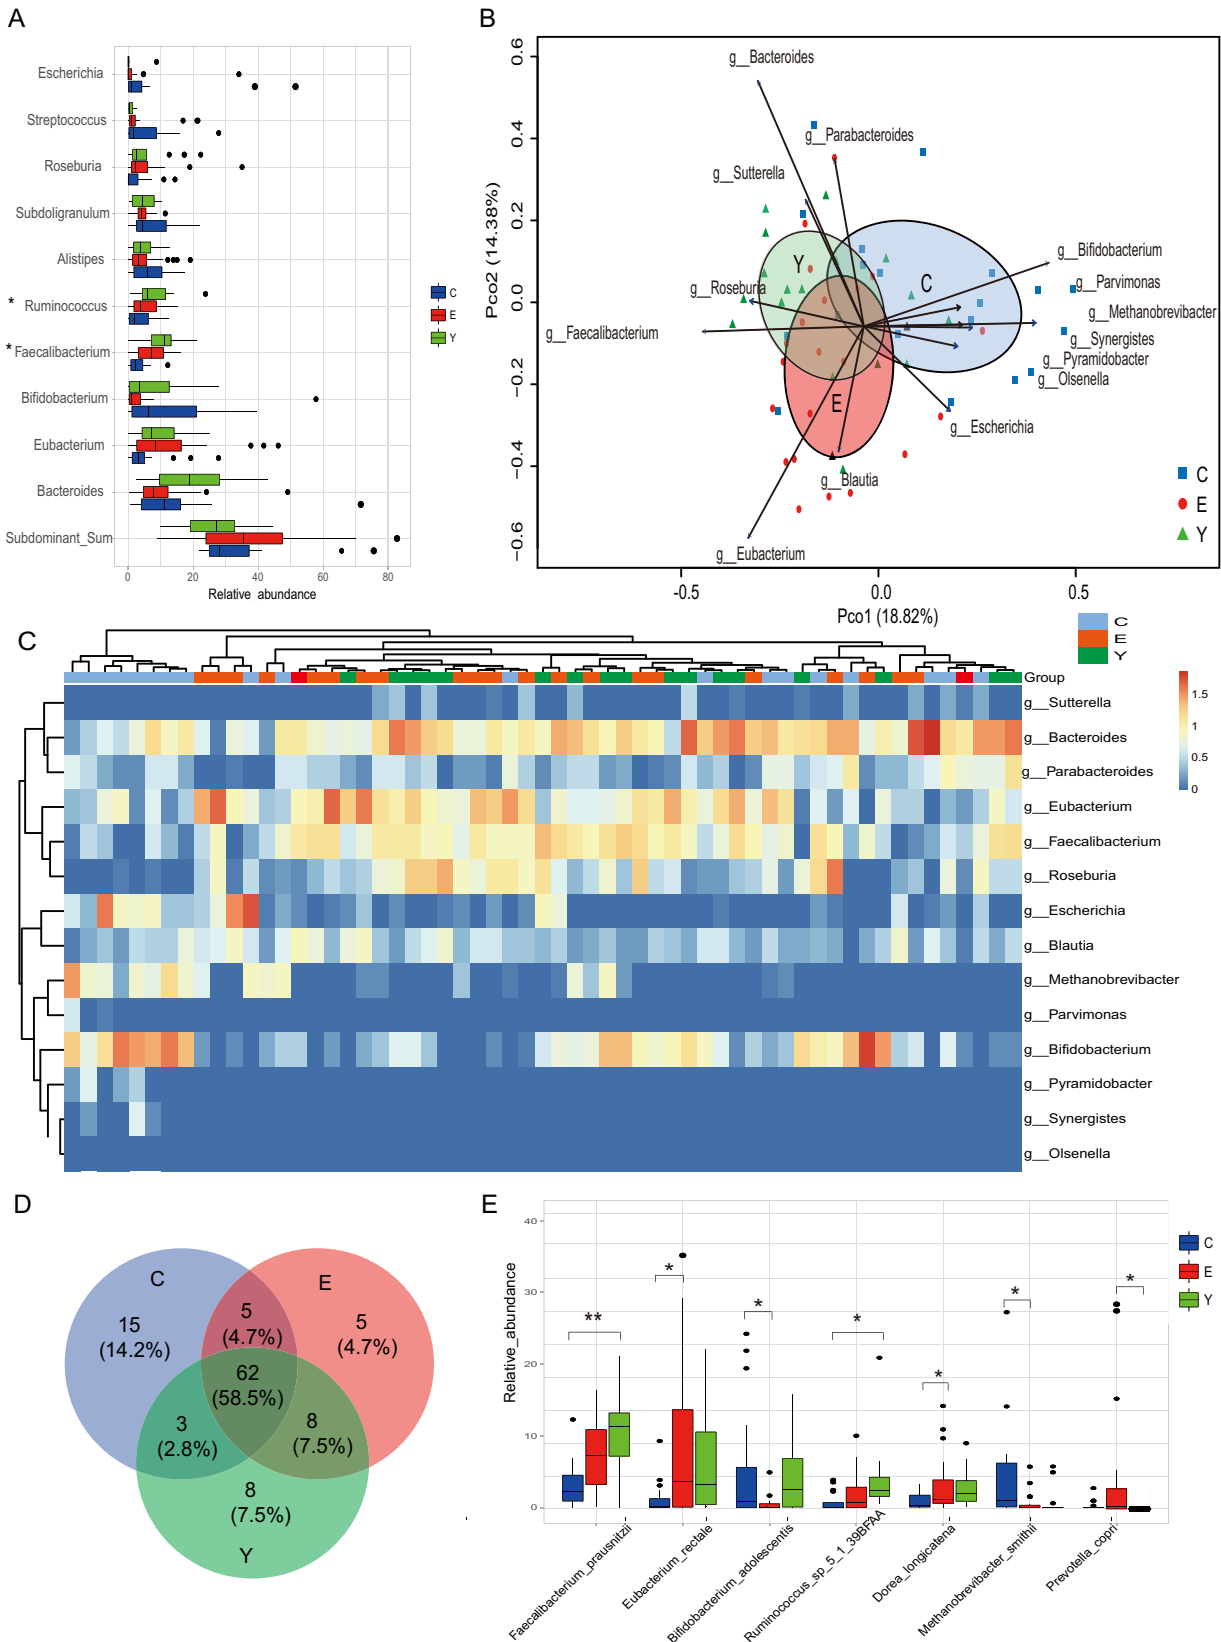 A
Escherichia
Streptococcus
Roseburia
Subdoligranulum
Alistipes
* Ruminococcus
* Faecalibacterium
Bifidobacterium
Eubacterium
Bacteroides
Subdominant_Sum
0 20 40 60 80
Relative_abundance
C
E
Y
B
Pco2 (14.38%)
0.6
0.4
0.2
0.0
−0.2
−0.4
−0.6
g__Bacteroides
g__Parabacteroides
g__Sutterella
g__Bifidobacterium
g__Roseburia
g__Parvimonas
g__Methanobrevibacter
g__Faecalibacterium
g__Synergistes
g__Pyramidobacter
g__Olsenella
g__Escherichia
g__Blautia
g__Eubacterium
Y
C
E
C
E
Y
-0.5 0.0 0.5
Pco1 (18.82%)
C
C
E
Y
Group
g__Sutterella
g__Bacteroides
g__Parabacteroides
g__Eubacterium
g__Faecalibacterium
g__Roseburia
g__Escherichia
g__Blautia
g__Methanobrevibacter
g__Parvimonas
g__Bifidobacterium
g__Pyramidobacter
g__Synergistes
g__Olsenella
1.5
1
0.5
0
D
C
E
15
(14.2%)
5
(4.7%)
5
(4.7%)
62
(58.5%)
3
(2.8%)
8
(7.5%)
8
(7.5%)
Y
E
Relative_abundance
40
30
20
10
0
**
*
*
*
*
*
*
Faecalibacterium_prausnitzii
Eubacterium_rectale
Bifidobacterium_adolescentis
Ruminococcus_sp_5_1_39BFAA
Dorea_longicatena
Methanobrevibacter_smithii
Prevotella_copri
C
E
Y